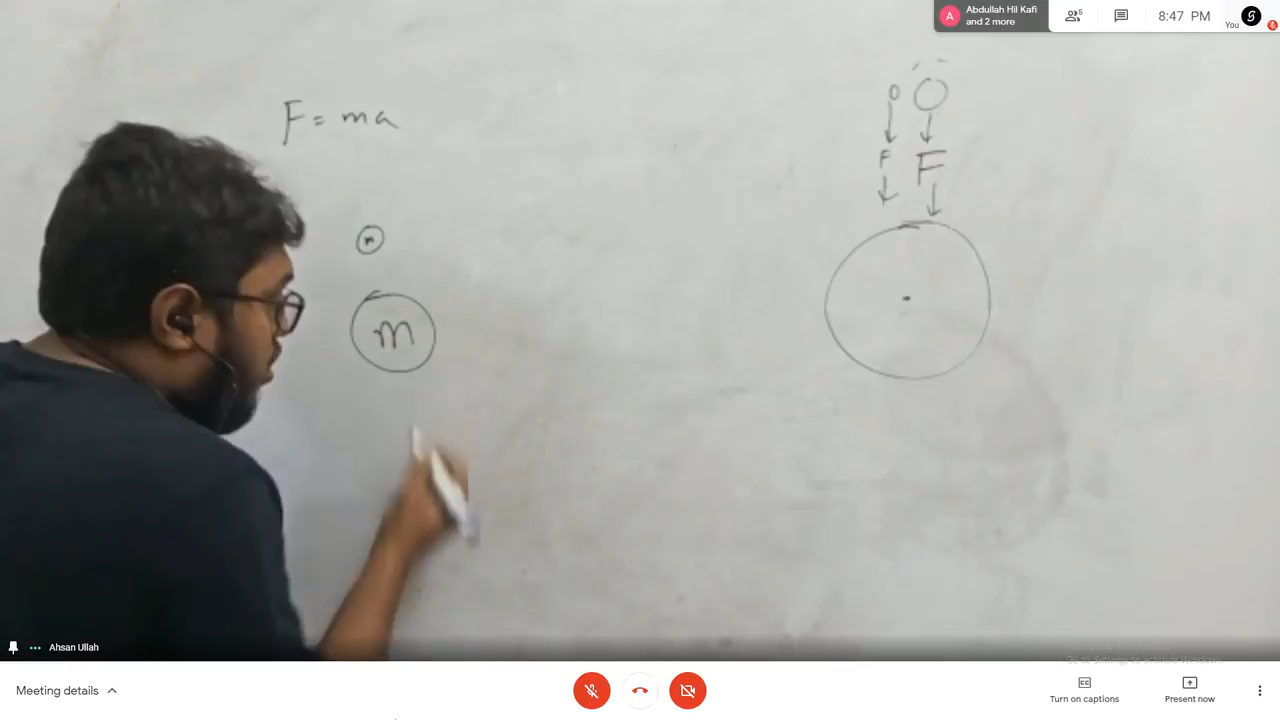 Abdullah Hil Kafi
and 2 more
5
8:47 PM
You
F = ma
F F
m
m
Ahsan Ullah
Meeting details
Turn on captions
Present now